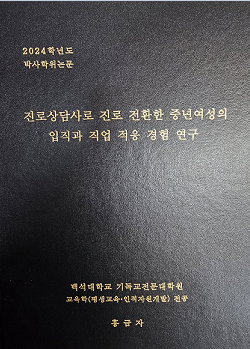 2024학년도
박사학위논문
진로상담사로 진로 전환한 중년여성의
입직과 직업 적응 경험 연구
백석대학교 기독교전문대학원
교육학(평생교육·인적자원개발) 전공
홍금자